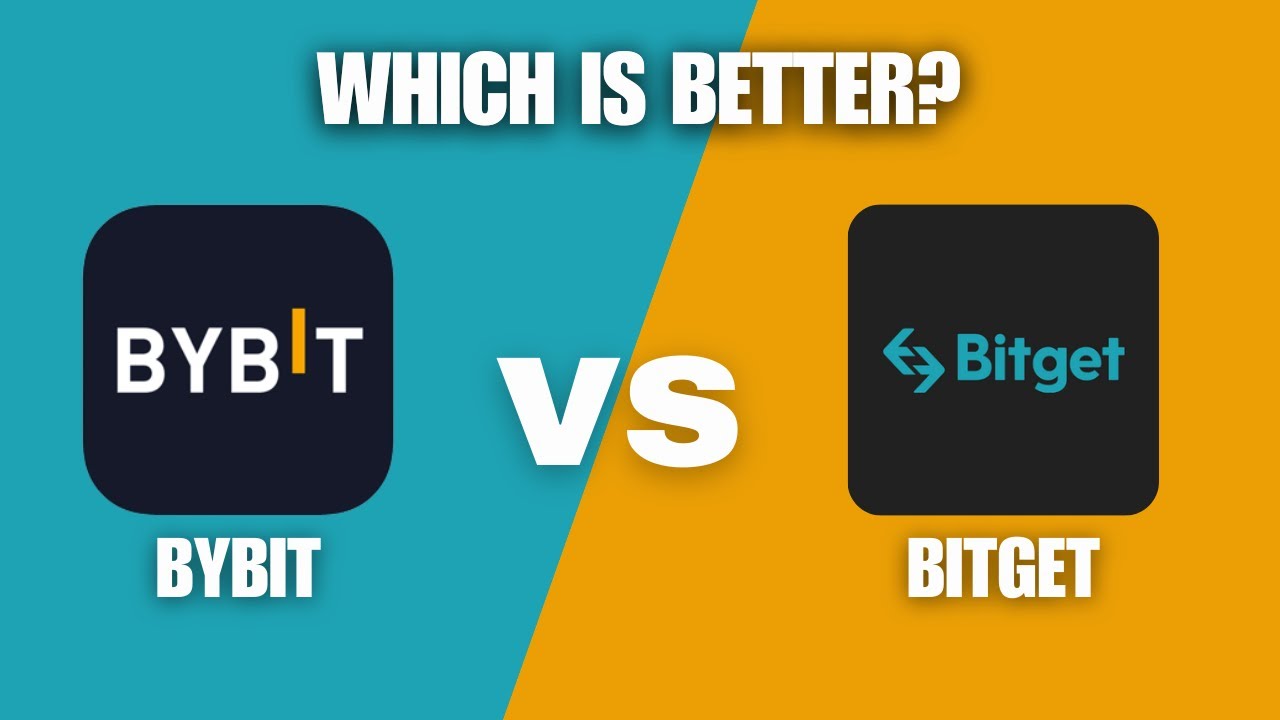 WHICH IS BETTER?
BYBIT
Bitget
VS
BYBIT
BITGET